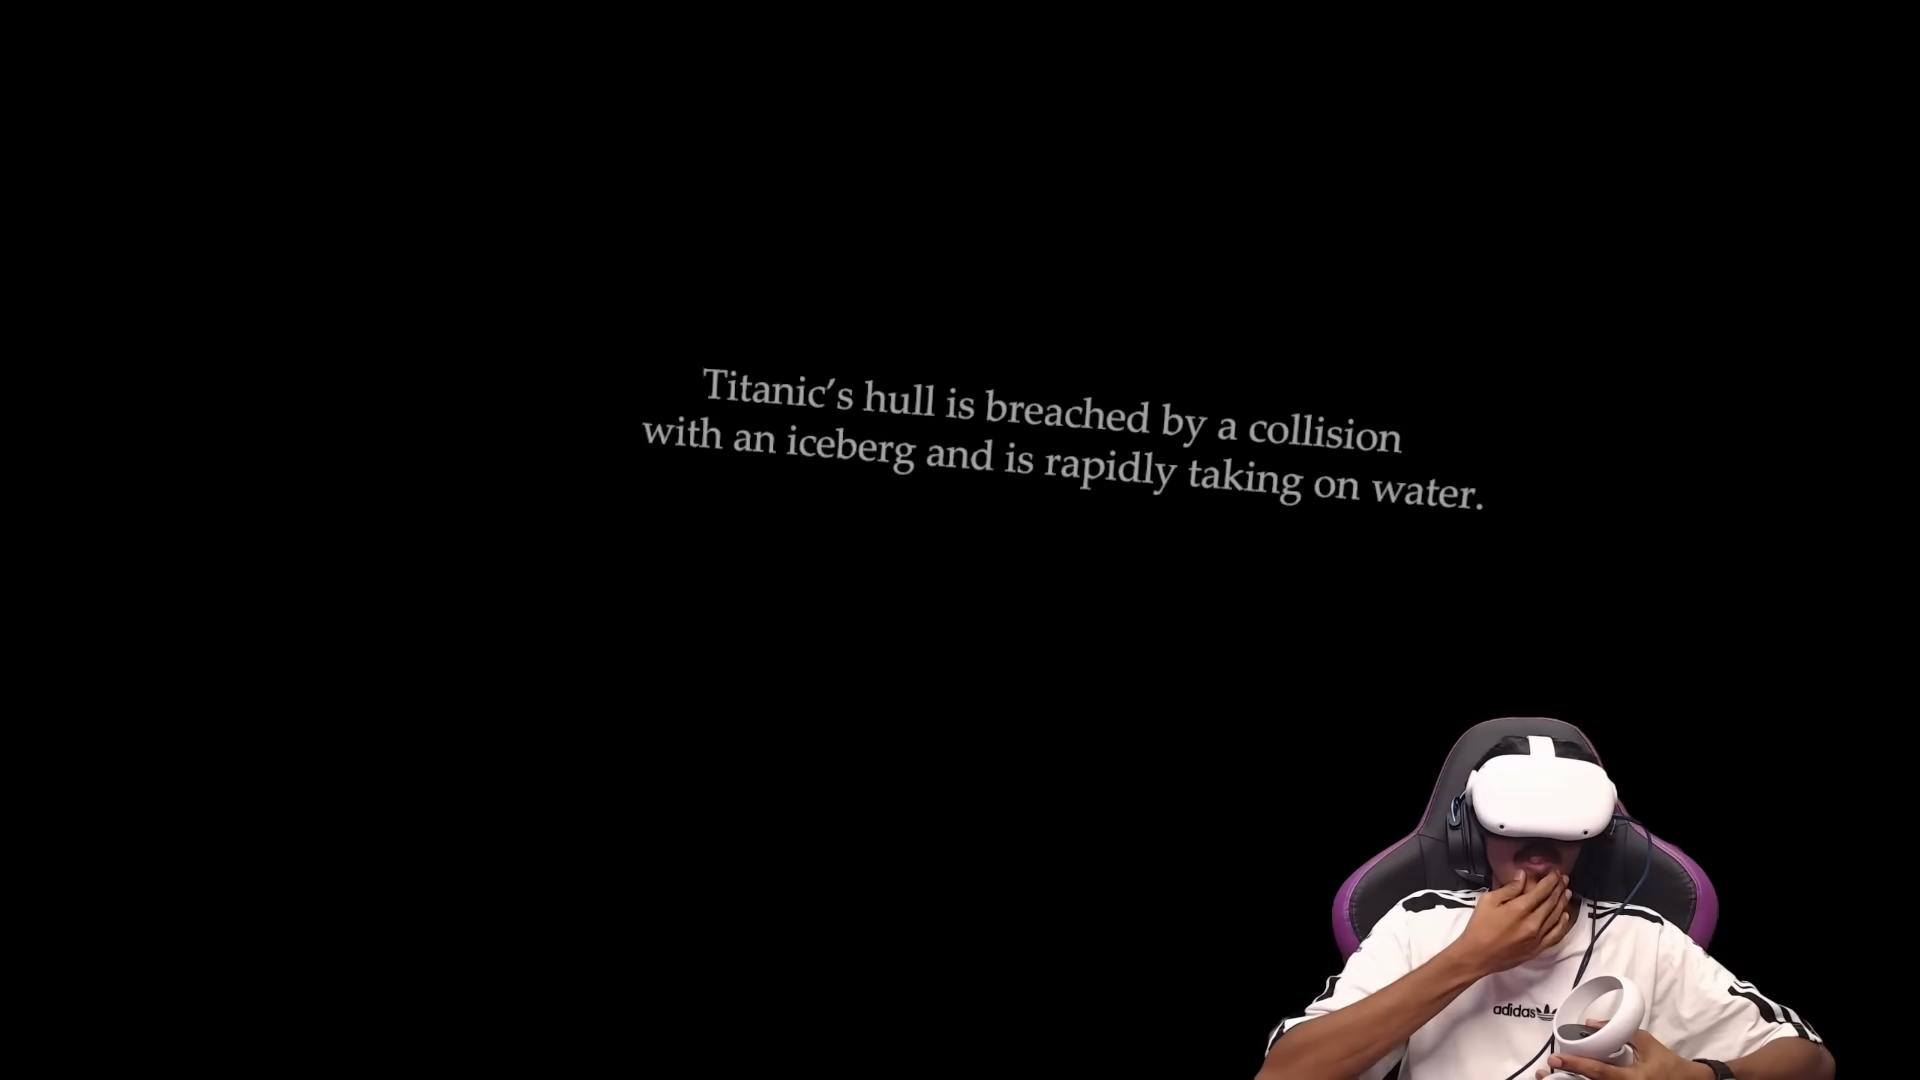 Titanic’s hull is breached by a collision
with an iceberg and is rapidly taking on water.
adidas